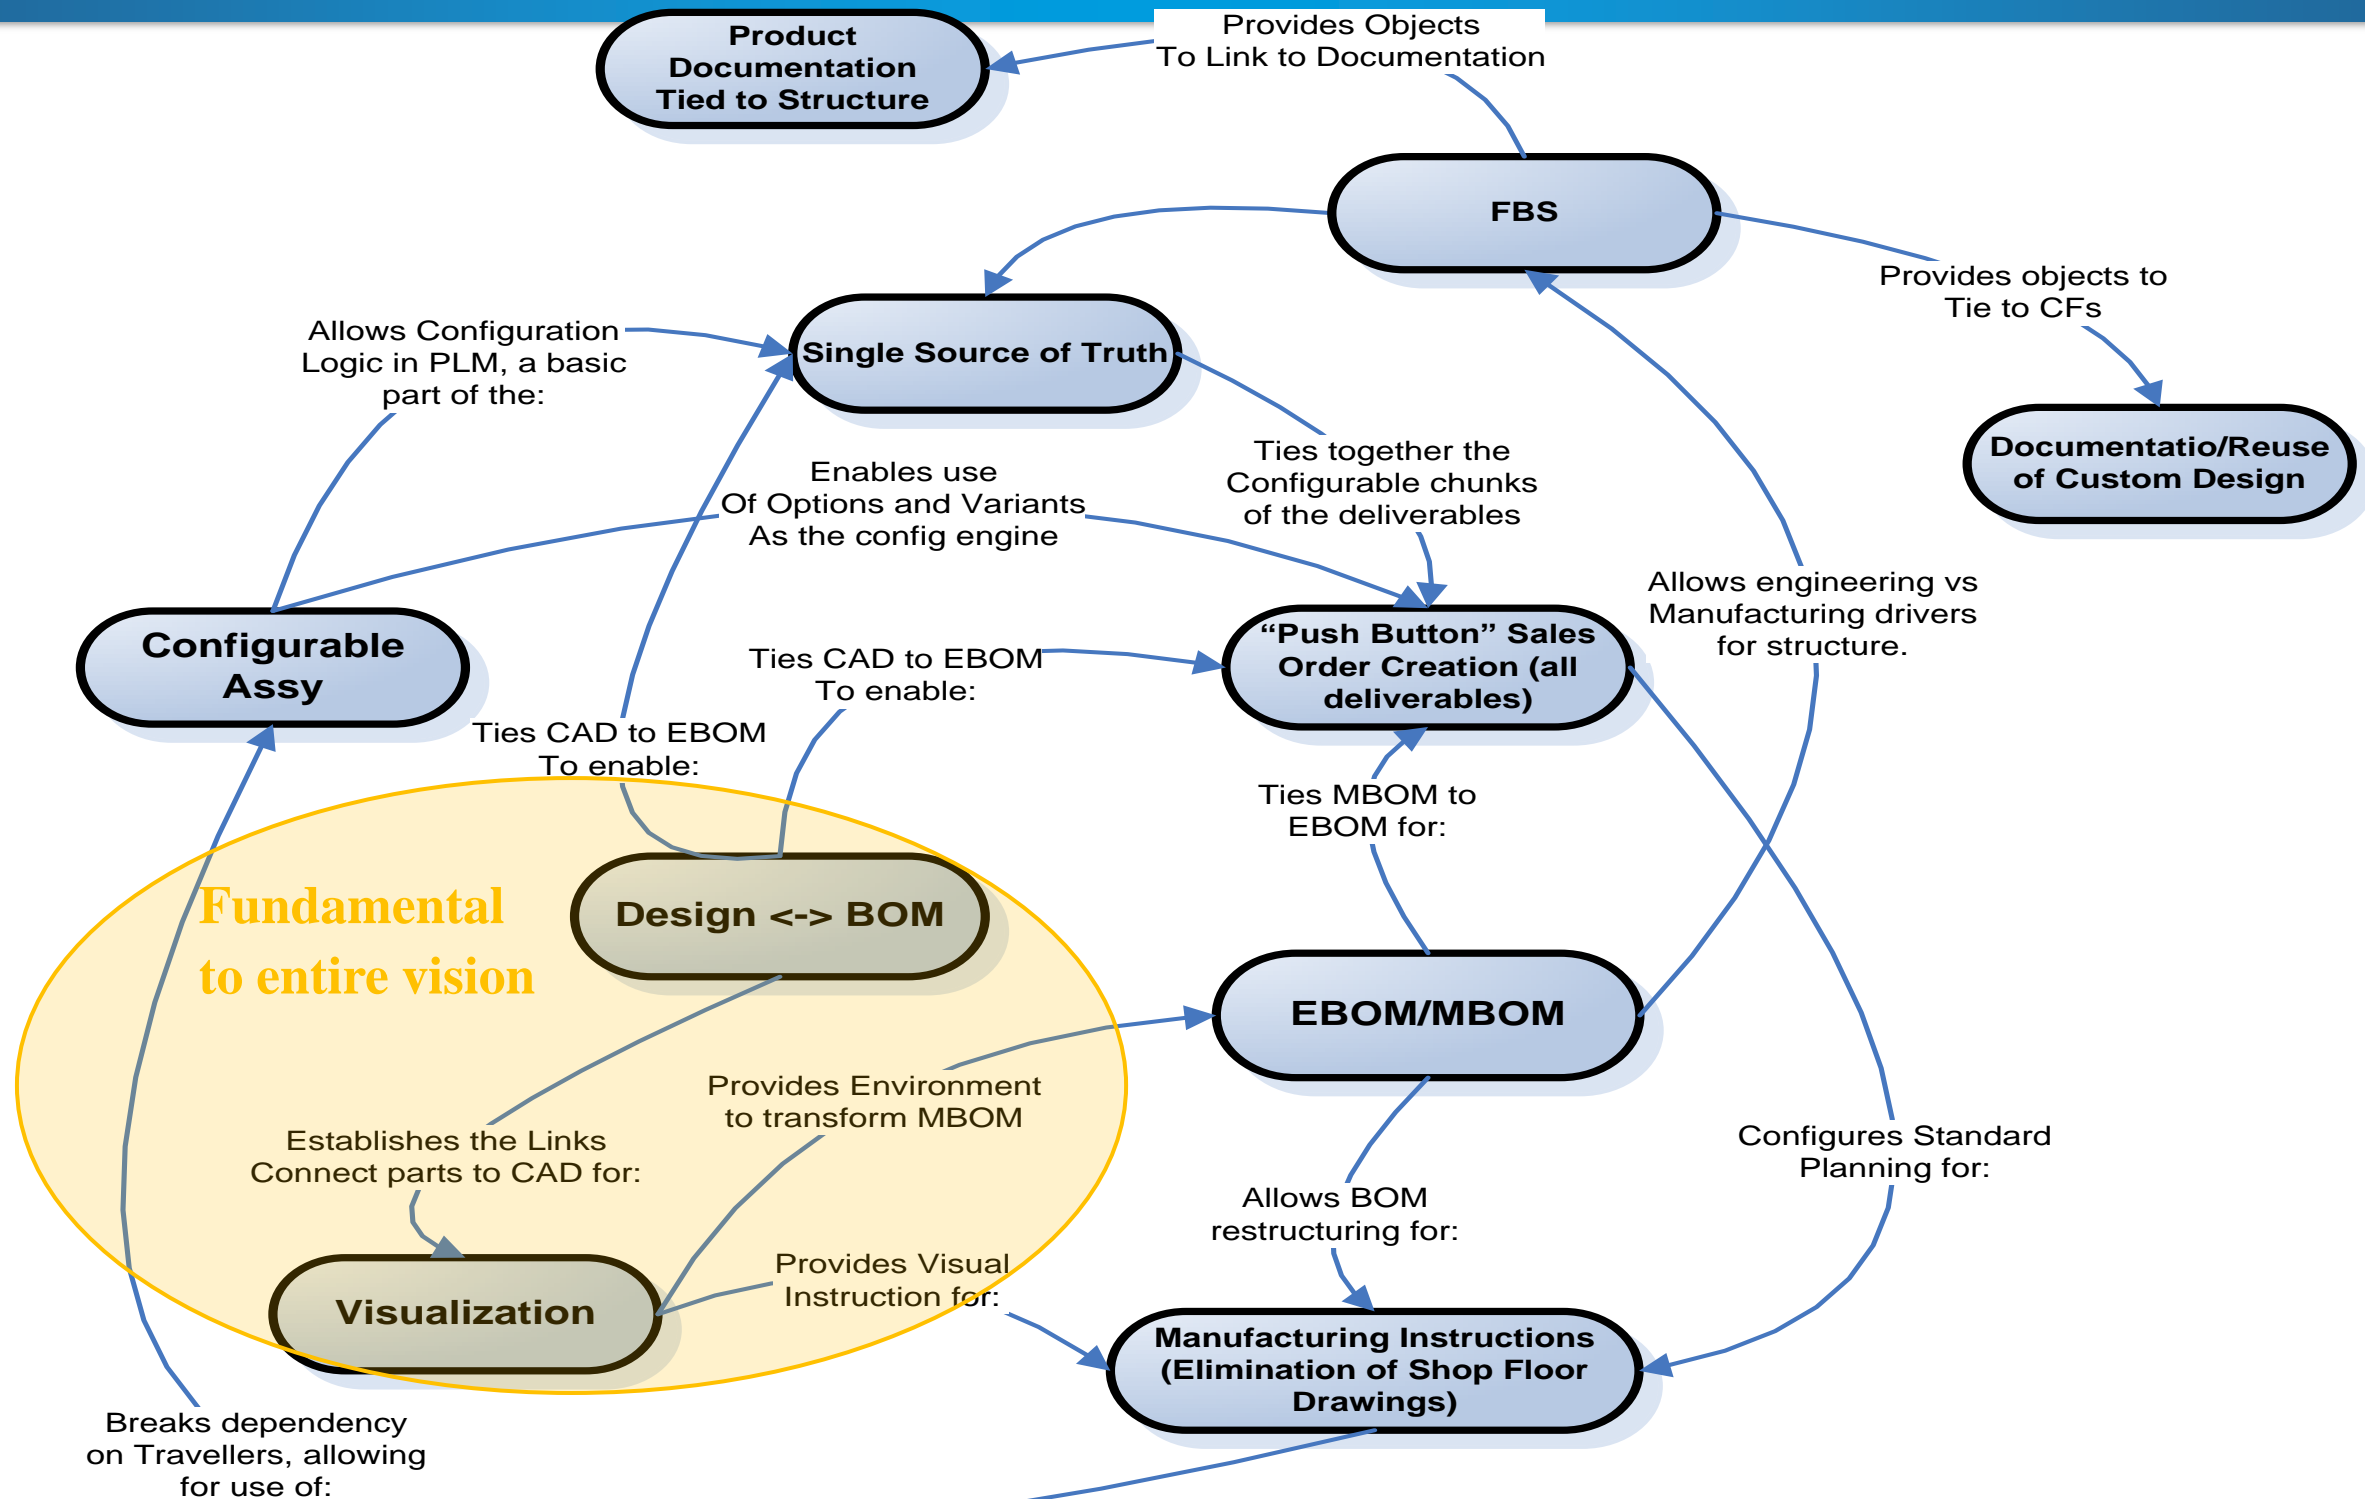 Product
Documentation
Tied to Structure
Provides Objects
To Link to Documentation
FBS
Provides objects to
Tie to CFs
Allows Configuration
Logic in PLM, a basic
part of the:
Single Source of Truth
Documentatio/Reuse
of Custom Design
Ties together the
Configurable chunks
of the deliverables
Enables use
Of Options and Variants
As the config engine
Allows engineering vs
Manufacturing drivers
for structure.
Configurable
Assy
Ties CAD to EBOM
To enable:
“Push Button” Sales
Order Creation (all
deliverables)
Ties CAD to EBOM
To enable:
Ties MBOM to
EBOM for:
Fundamental
to entire vision
Design <-> BOM
EBOM/MBOM
Provides Environment
to transform MBOM
Establishes the Links
Connect parts to CAD for:
Configures Standard
Planning for:
Allows BOM
restructuring for:
Provides Visual
Instruction for:
Visualization
Manufacturing Instructions
(Elimination of Shop Floor
Drawings)
Breaks dependency
on Travellers, allowing
for use of: